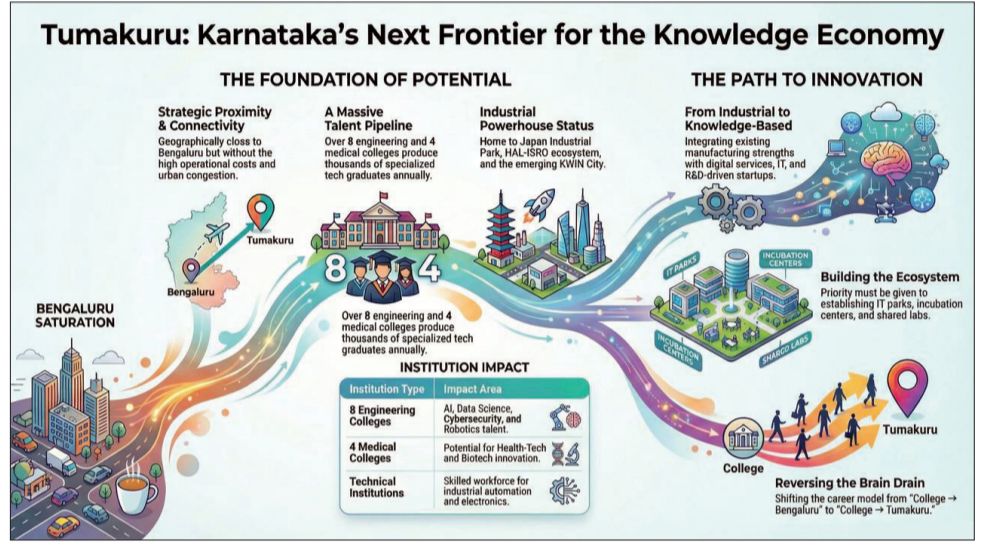 Tumakuru: Karnataka's Next Frontier for the Knowledge Economy
THE FOUNDATION OF POTENTIAL
Strategic Proximity
& Connectivity
Geographically closs to
Bengaluru but without the
high operational costs and
urban congestion.
Tumakuru
Bengaluru
A Massive
Talent Pipeline
Over 8 engineering and 4
medical colleges produce
thousands of specialized
tech graduates annually.
8
4
Over 8 engineering and 4
medical colleges produce
thousands of specialized tech
graduates annually.
Industrial
Powerhouse Status
Home to Japan Industrial
Park, HAL-ISRO ecosystem,
and the emerging KWIN City.
BENGALURU
SATURATION
INSTITUTION IMPACT
Institution Type Impact Area
8 Engineering
Colleges
AI, Data Science,
Cybersecurity, and
Robotics talent.
4 Medical
Colleges
Potential for Health-Tech
and Biotech innovation.
Technical
Institutions
Skilled workforce for
industrial automation
and electronics.
THE PATH TO INNOVATION
From Industrial to
Knowledge-Based
Integrating existing
manufacturing strengths
with digital services, IT, and
R&D-driven startups.
IT PARKS
INCUBATION
CENTERS
INCUBATION
CENTERS
SHARCO LABS
Building the Ecosystem
Priority must be given to
establishing IT parks, incubation
centers, and shared labs.
College
Tumakuru
Reversing the Brain Drain
Shifting the career model from "College →
Bengaluru" to "College → Tumakuru."